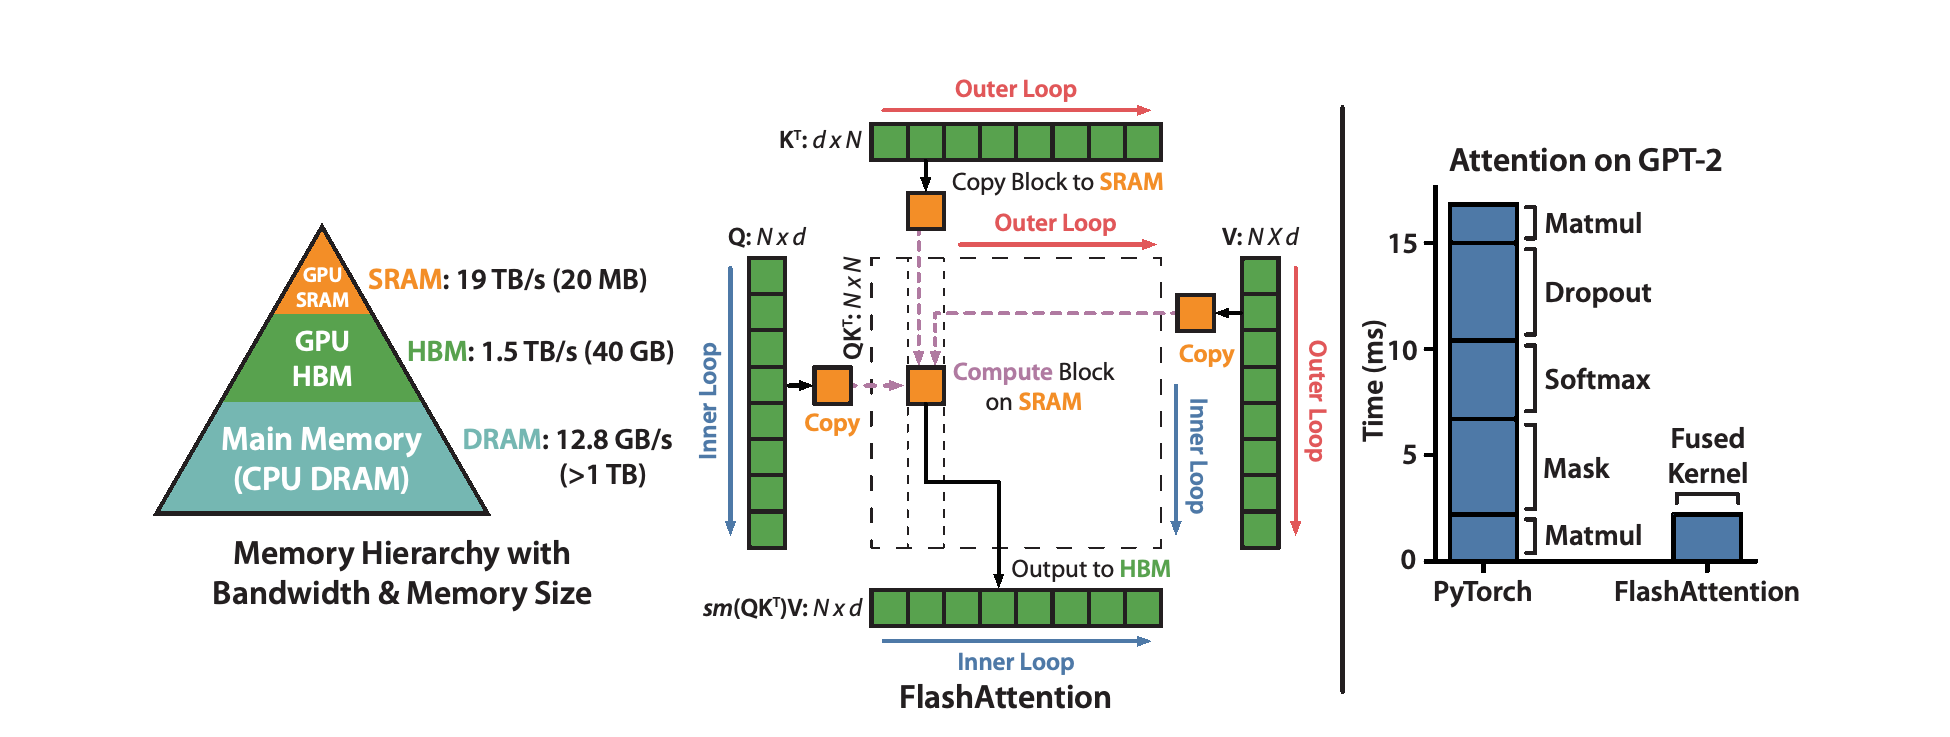 GPU
SRAM
SRAM: 19 TB/s (20 MB)
GPU
HBM
HBM: 1.5 TB/s (40 GB)
Main Memory
(CPU DRAM)
DRAM: 12.8 GB/s
(>1 TB)
Memory Hierarchy with
Bandwidth & Memory Size
Outer Loop
Kᵀ: d x N
Copy Block to SRAM
Outer Loop
Q: N x d
V: N X d
QKᵀ: N x N
Inner Loop
Copy
Compute Block
on SRAM
Copy
Inner Loop
Outer Loop
Output to HBM
sm(QKᵀ)V: N x d
Inner Loop
FlashAttention
Attention on GPT-2
Time (ms)
15
10
5
0
Matmul
Dropout
Softmax
Mask
Matmul
Fused
Kernel
PyTorch
FlashAttention